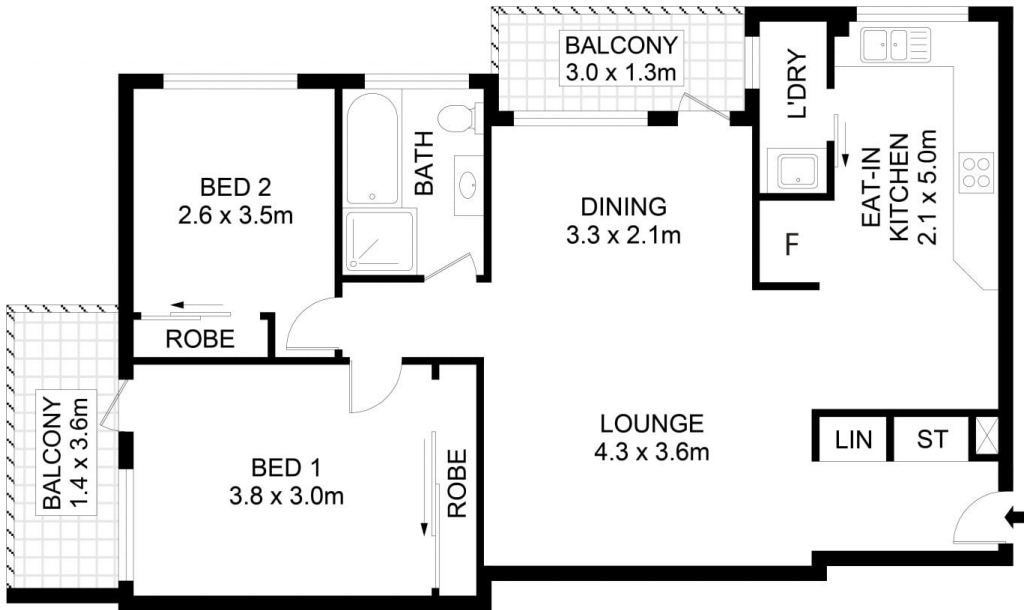 BALCONY
3.0 x 1.3m
L'DRY
EAT-IN
KITCHEN
2.1 x 5.0m
BATH
BED 2
2.6 x 3.5m
DINING
3.3 x 2.1m
F
ROBE
BALCONY
1.4 x 3.6m
BED 1
3.8 x 3.0m
ROBE
LOUNGE
4.3 x 3.6m
LIN
ST